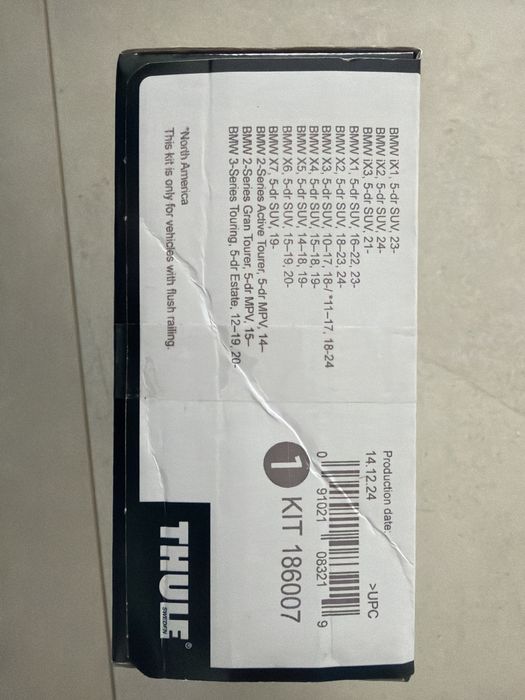 BMW iX1, 5-dr SUV, 23-
BMW iX2, 5-dr SUV, 24-
BMW iX3, 5-dr SUV, 21-
BMW X1, 5-dr SUV, 16–22, 23-
BMW X2, 5-dr SUV, 18–23, 24-
BMW X3, 5-dr SUV, 10–17, 18-/*11–17, 18-24
BMW X4, 5-dr SUV, 15–18, 19-
BMW X5, 5-dr SUV, 14–18, 19-
BMW X6, 5-dr SUV, 15–19, 20-
BMW X7, 5-dr SUV, 19-
BMW 2-Series Active Tourer, 5-dr MPV, 14–
BMW 2-Series Gran Tourer, 5-dr MPV, 15–
BMW 3-Series Touring, 5-dr Estate, 12–19, 20-
*North America
This kit is only for vehicles with flush railing.
Production date:
14.12.24
>UPC
0 91021 08321 9
1 KIT 186007
THULE®
SWEDEN